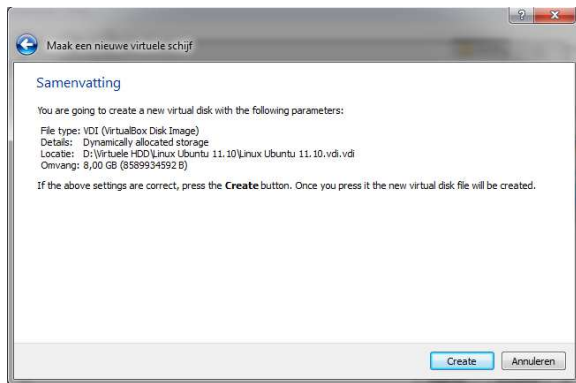 Maak een nieuwe virtuele schijf
Samenvatting
You are going to create a new virtual disk with the following parameters:
File type: VDI (VirtualBox Disk Image)
Details: Dynamically allocated storage
Locatie: D:\Virtuele HDD\Linux Ubuntu 11.10\Linux Ubuntu 11.10.vdi.vdi
Omvang: 8,00 GB (8589934592 B)
If the above settings are correct, press the Create button. Once you press it the new virtual disk file will be created.
Create Annuleren